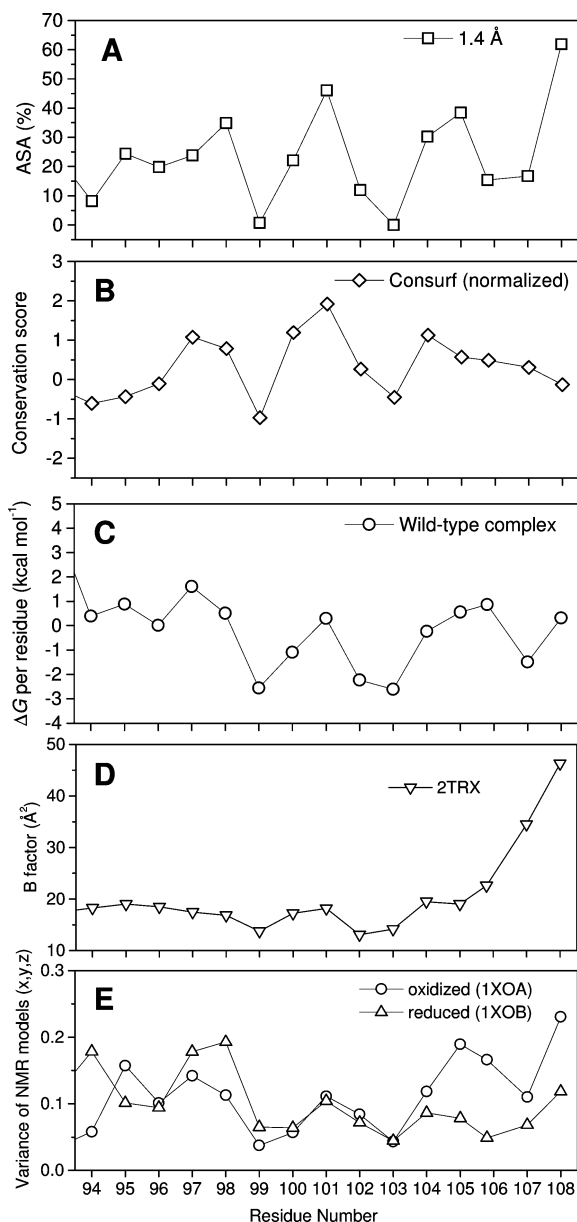 A
1.4 Å
ASA (%)
70
60
50
40
30
20
10
0
B
Consurf (normalized)
Conservation score
3
2
1
0
-1
-2
C
Wild-type complex
ΔG per residue (kcal mol⁻¹)
5
4
3
2
1
0
-1
-2
-3
-4
D
2TRX
B factor (Å²)
50
40
30
20
10
E
oxidized (1XOA)
reduced (1XOB)
Variance of NMR models (x,y,z)
0.3
0.2
0.1
0.0
94 95 96 97 98 99 100 101 102 103 104 105 106 107 108
Residue Number